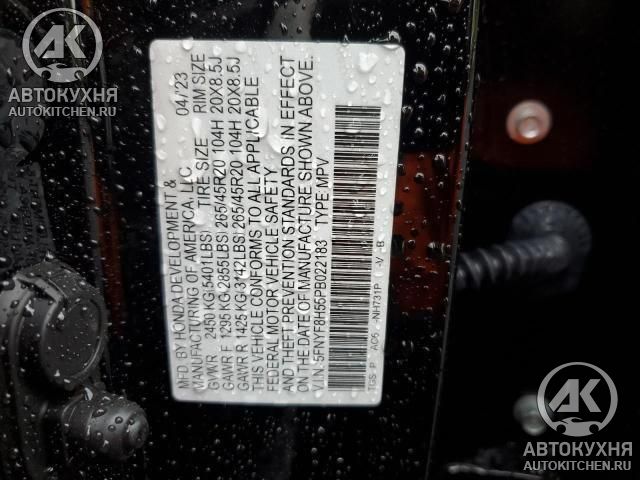 AK
АВТОКУХНЯ
AUTOKITCHEN.RU
MFD. BY HONDA DEVELOPMENT & 04/23
MANUFACTURING OF AMERICA, LLC
GVWR 2450 KG(5401LBS) TIRE SIZE RIM SIZE
GAWR F 1295 KG(2855LBS) 265/45R20 104H 20X8.5J
GAWR R 1425 KG(3142LBS) 265/45R20 104H 20X8.5J
THIS VEHICLE CONFORMS TO ALL APPLICABLE
FEDERAL MOTOR VEHICLE SAFETY
AND THEFT PREVENTION STANDARDS IN EFFECT
ON THE DATE OF MANUFACTURE SHOWN ABOVE.
V.I.N. 5FNYF8H55PB022183 TYPE MPV
TGS P A05 NH731P -V -B
AK
АВТОКУХНЯ
AUTOKITCHEN.RU